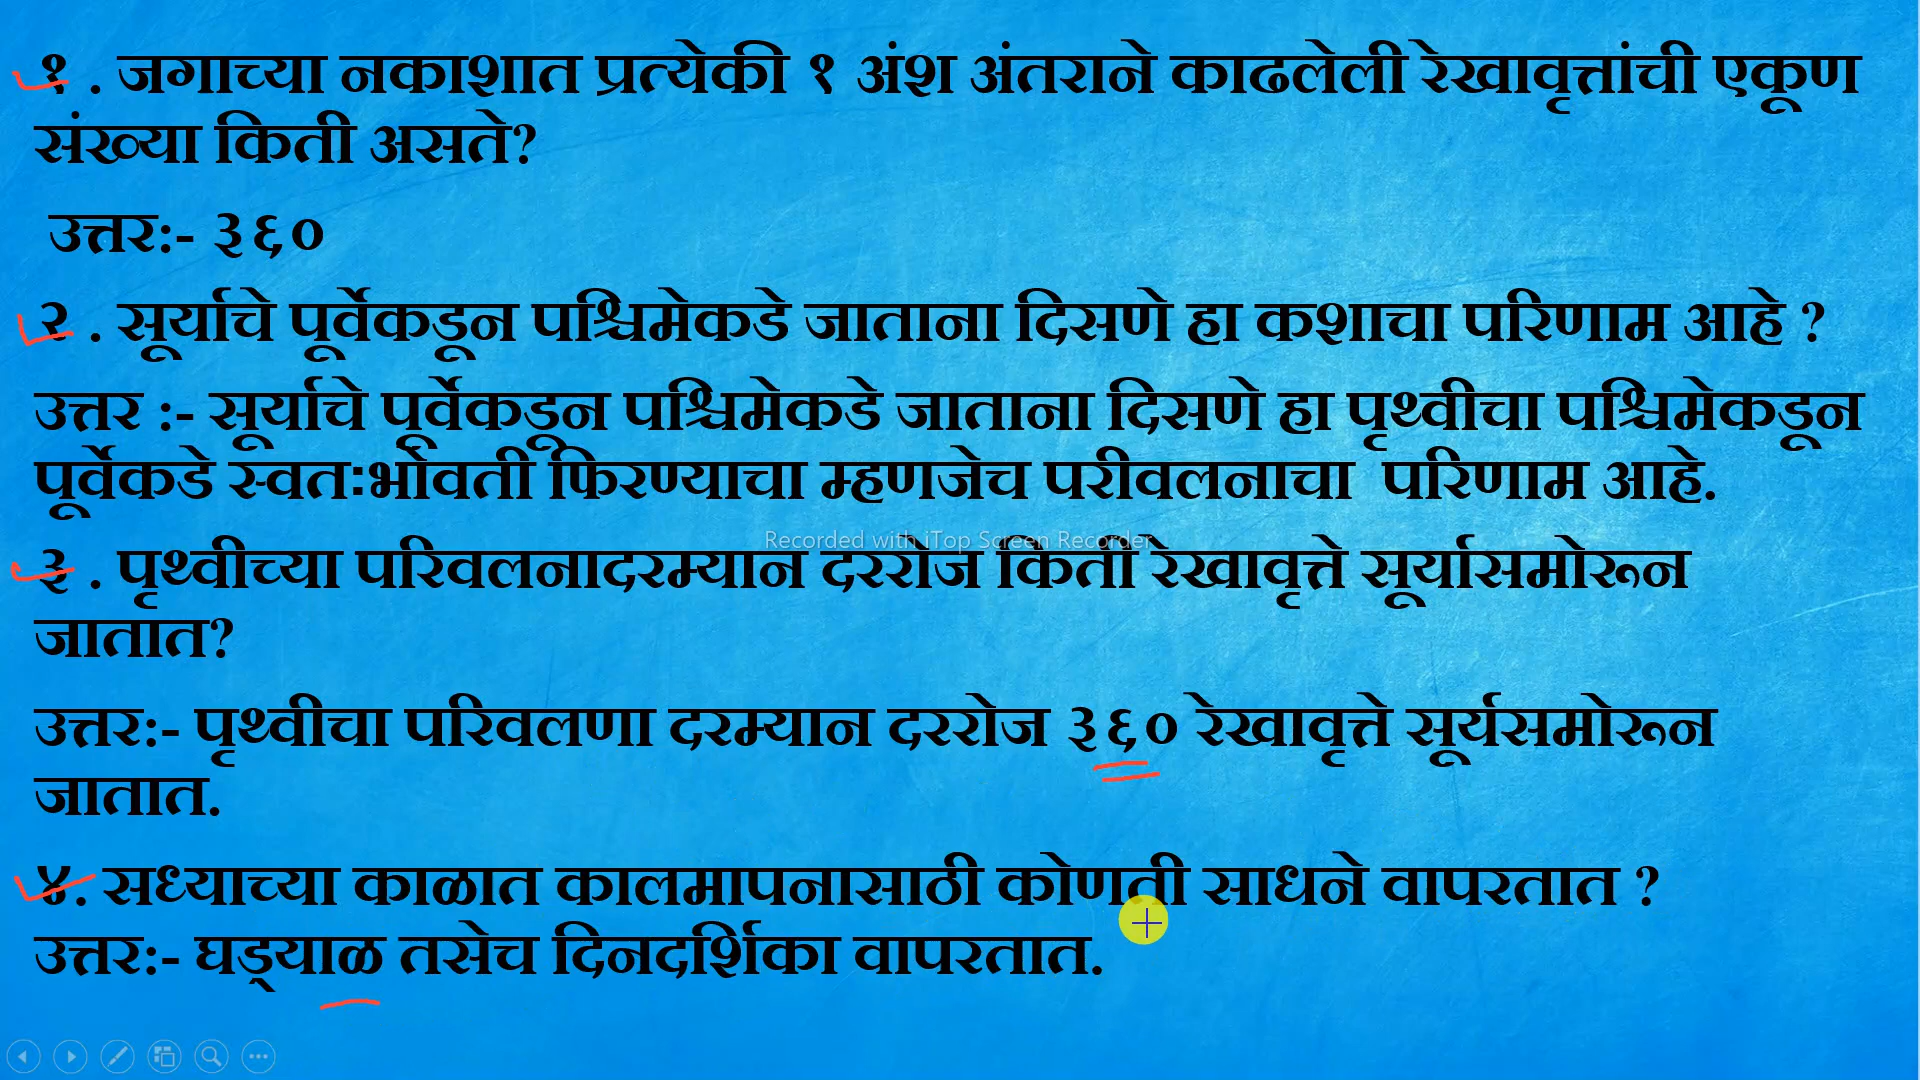 १ . जगाच्या नकाशात प्रत्येकी १ अंश अंतराने काढलेली रेखावृत्तांची एकूण
संख्या किती असते?
उत्तर:- ३६०
२ . सूर्याचे पूर्वेकडून पश्चिमेकडे जाताना दिसणे हा कशाचा परिणाम आहे ?
उत्तर :- सूर्याचे पूर्वेकडून पश्चिमेकडे जाताना दिसणे हा पृथ्वीचा पश्चिमेकडून
पूर्वेकडे स्वतःभोवती फिरण्याचा म्हणजेच परीवलनाचा परिणाम आहे.
Recorded with iTop Screen Recorder
३ . पृथ्वीच्या परिवलनादरम्यान दररोज किती रेखावृत्ते सूर्यासमोरून
जातात?
उत्तर:- पृथ्वीचा परिवलणा दरम्यान दररोज ३६० रेखावृत्ते सूर्यसमोरून
जातात.
४. सध्याच्या काळात कालमापनासाठी कोणती साधने वापरतात ?
उत्तर:- घड्याळ तसेच दिनदर्शिका वापरतात.